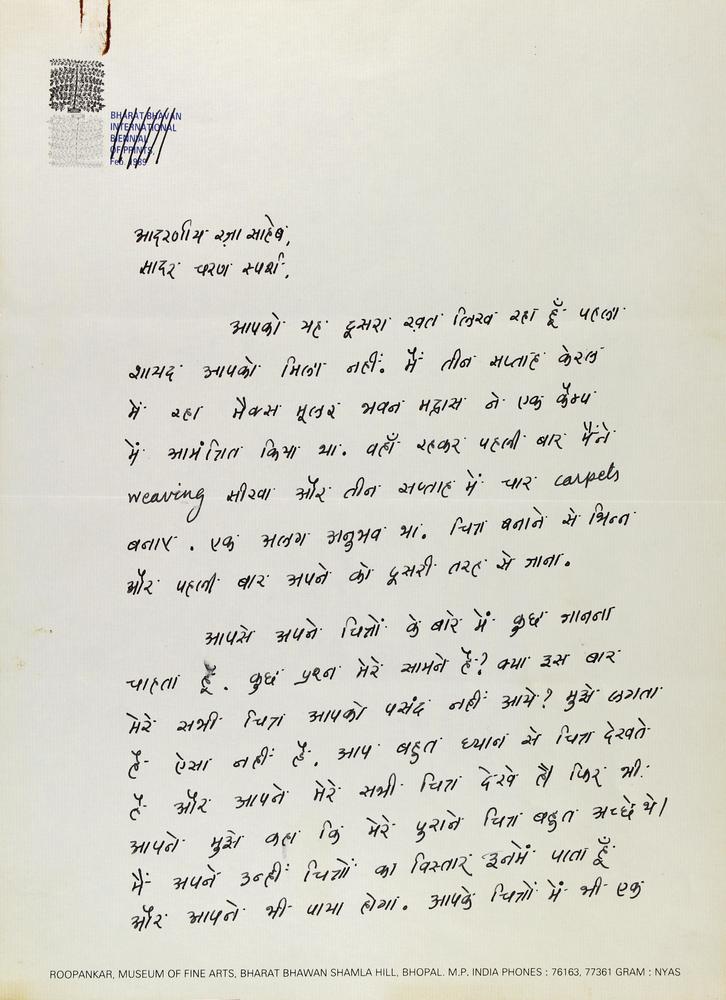 BHARAT BHAVAN
INTERNATIONAL
BIENNIAL
OF PRINTS
Feb. 1989
आदरणीय रज़ा साहेब,
सादर चरण स्पर्श,
आपको यह दूसरा ख़त लिख रहा हूँ पहला
शायद आपको मिला नहीं. मैं तीन सप्ताह केरल
में रहा मैक्स मूलर भवन मद्रास ने एक कैम्प
में आमंत्रित किया था. वहाँ रहकर पहली बार मैंने
weaving सीखा और तीन सप्ताह में चार carpets
बनाए. एक अलग अनुभव था. चित्र बनाने से भिन्न
और पहली बार अपने को दूसरी तरह से जाना.
आपसे अपने चित्रों के बारे में कुछ जानना
चाहता हूँ. कुछ प्रश्न मेरे सामने है? क्या इस बार
मेरे सभी चित्र आपको पसंद नहीं आये? मुझे लगता
है ऐसा नहीं है. आप बहुत ध्यान से चित्र देखते
है और आपने मेरे सभी चित्र देखे हैं फिर भी
आपने मुझे कहा कि मेरे पुराने चित्र बहुत अच्छे थे।
मैं अपने उन्हीं चित्रों का विस्तार इनमें पाता हूँ
और आपने भी पाया होगा. आपके चित्रों में भी एक
ROOPANKAR, MUSEUM OF FINE ARTS, BHARAT BHAWAN SHAMLA HILL, BHOPAL. M.P. INDIA PHONES : 76163, 77361 GRAM : NYAS